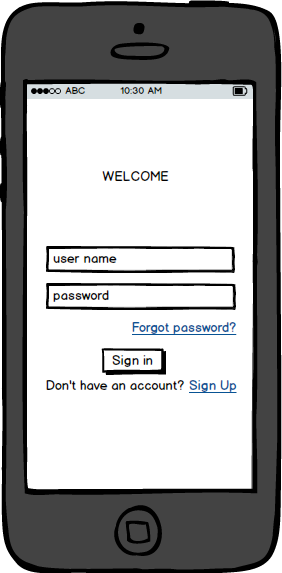 ABC 10:30 AM
WELCOME
user name
password
Forgot password?
Sign in
Don't have an account? Sign Up